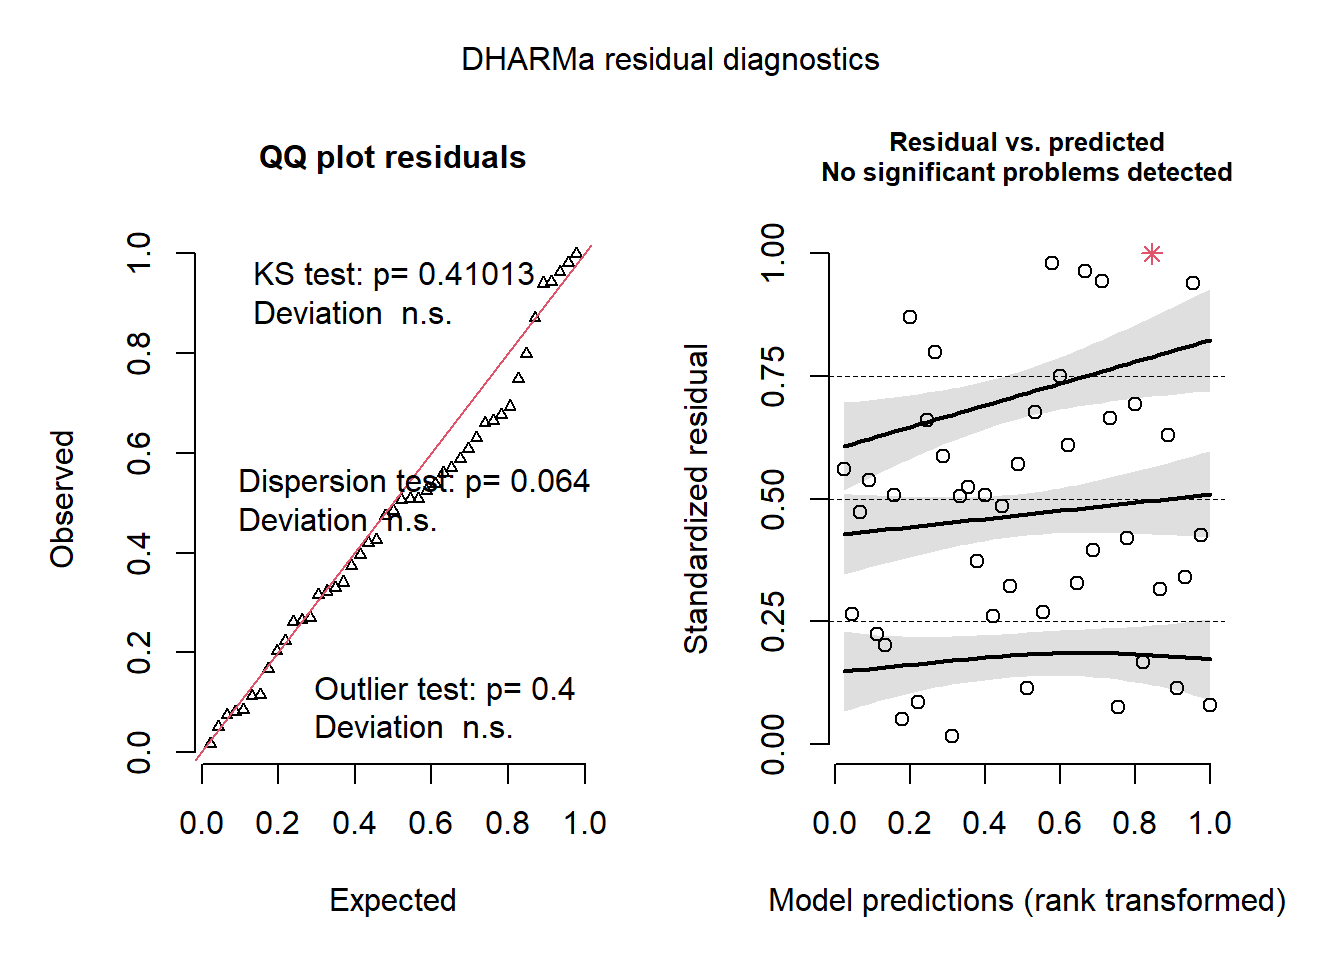 DHARMa residual diagnostics
QQ plot residuals
KS test: p= 0.41013
Deviation  n.s.
Dispersion test: p= 0.064
Deviation  n.s.
Outlier test: p= 0.4
Deviation  n.s.
Observed
0.0 0.2 0.4 0.6 0.8 1.0
0.0 0.2 0.4 0.6 0.8 1.0
Expected
Residual vs. predicted
No significant problems detected
Standardized residual
0.00 0.25 0.50 0.75 1.00
0.0 0.2 0.4 0.6 0.8 1.0
Model predictions (rank transformed)